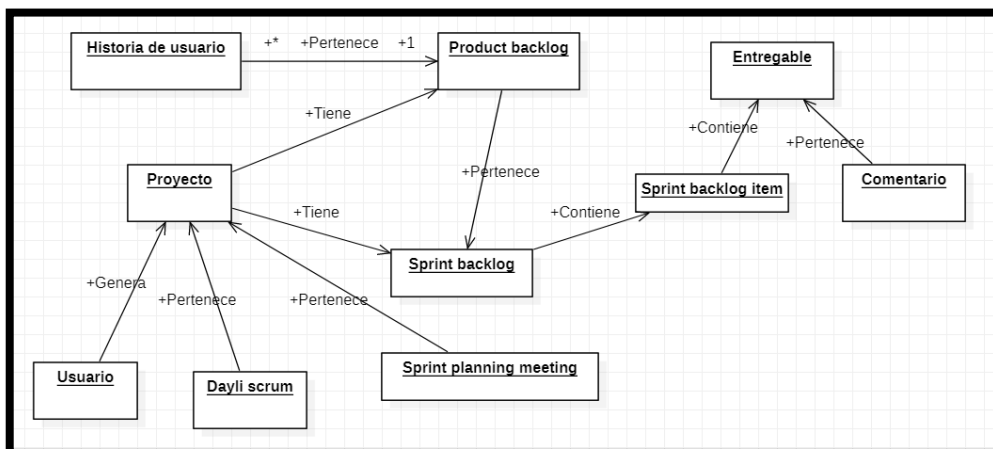 Historia de usuario
+*
+Pertenece
+1
Product backlog
Entregable
+Tiene
+Contiene
+Pertenece
+Pertenece
Proyecto
Sprint backlog item
Comentario
+Tiene
+Contiene
Sprint backlog
+Genera
+Pertenece
+Pertenece
Usuario
Dayli scrum
Sprint planning meeting